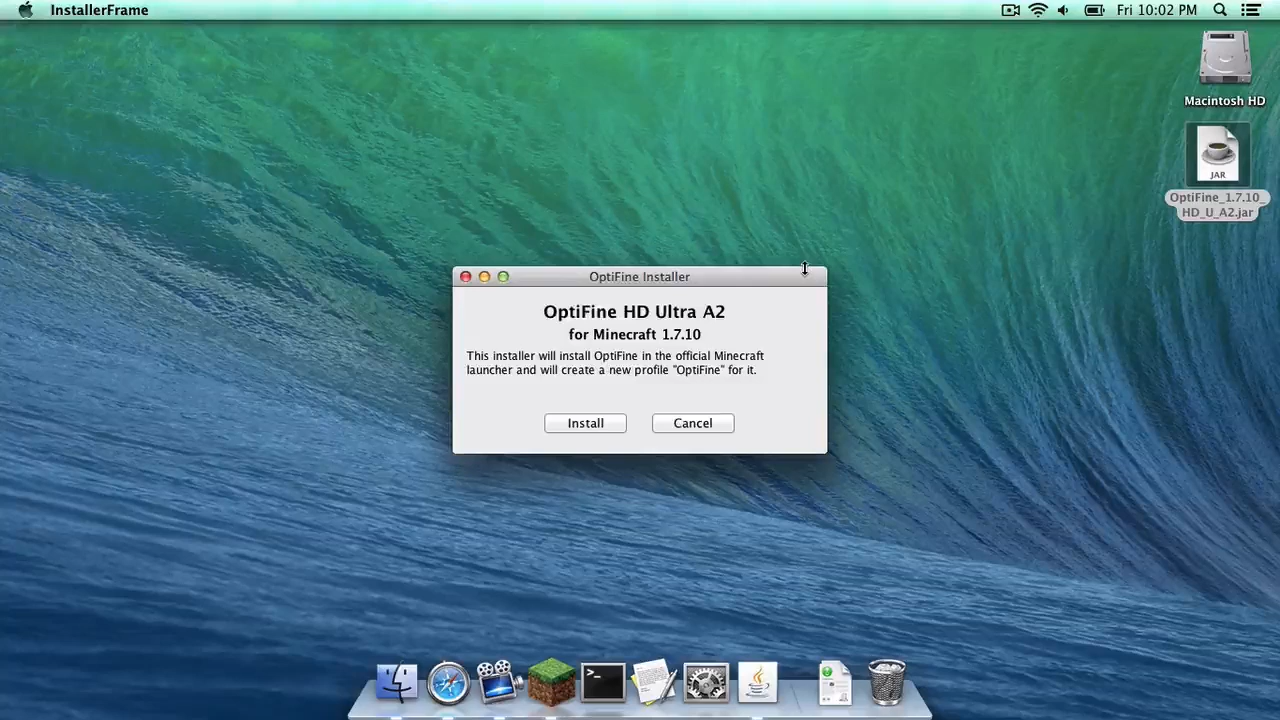 InstallerFrame
Fri 10:02 PM
Macintosh HD
JAR
OptiFine_1.7.10_
HD_U_A2.jar
OptiFine Installer
OptiFine HD Ultra A2
for Minecraft 1.7.10
This installer will install OptiFine in the official Minecraft
launcher and will create a new profile "OptiFine" for it.
Install
Cancel
>_